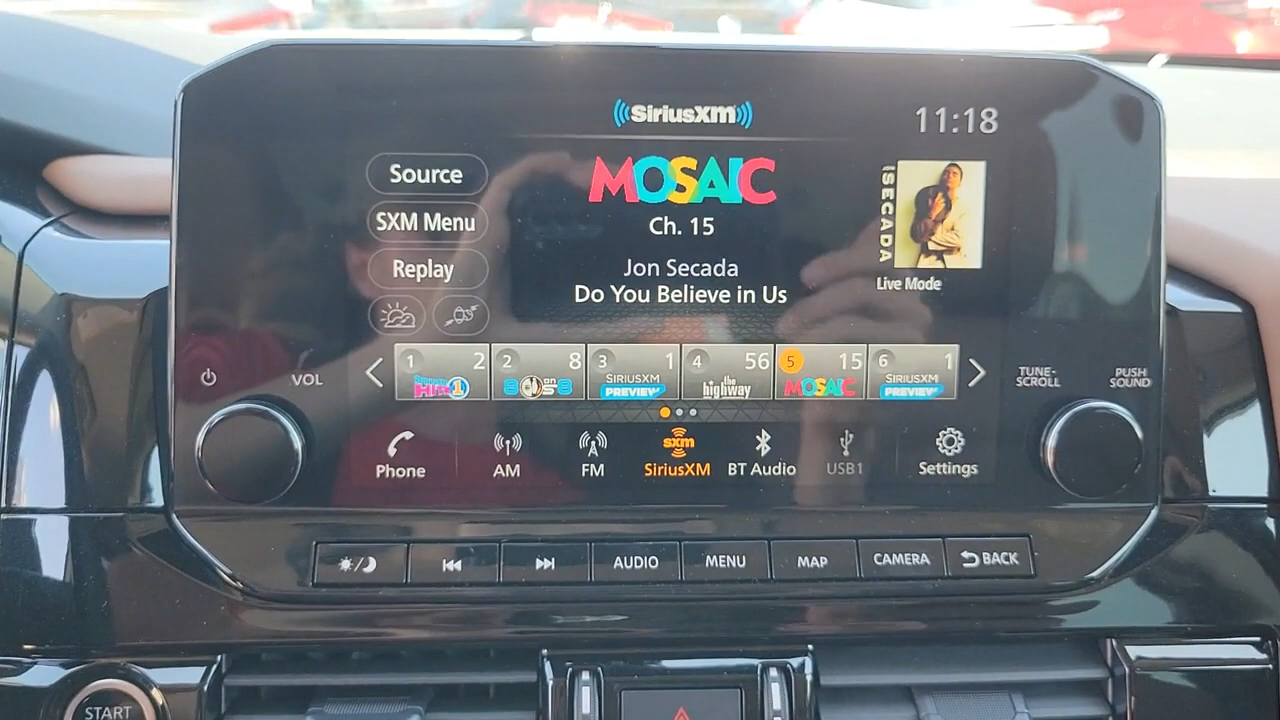 SiriusXM
11:18
Source
SXM Menu
Replay
MOSAIC
Ch. 15
Jon Secada
Do You Believe in Us
SECADA
Live Mode
VOL
TUNE-
SCROLL
PUSH
SOUND
1 2
2 8
on
3 1
SIRIUSXM
PREVIEW
4 56
the
highway
5 15
MOSAIC
6 1
SIRIUSXM
PREVIEW
Phone
AM
FM
sxm
SiriusXM
BT Audio
USB1
Settings
AUDIO
MENU
MAP
CAMERA
BACK
START